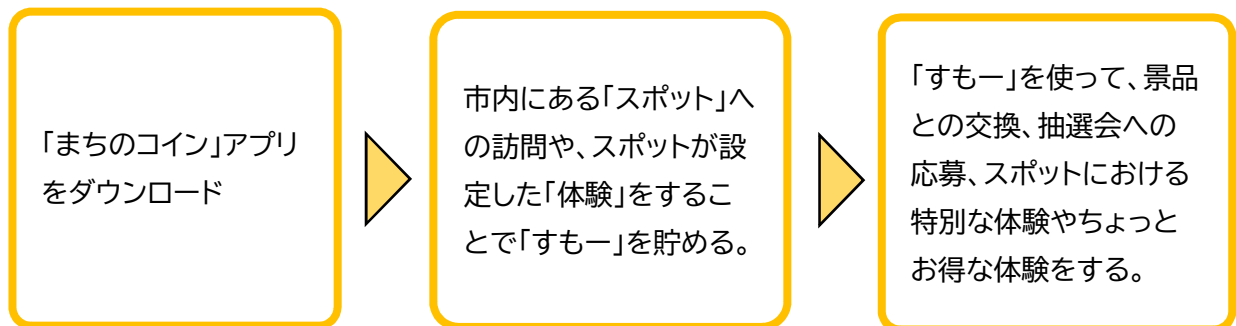 「まちのコイン」アプリ
をダウンロード
市内にある「スポット」へ
の訪問や、スポットが設
定した「体験」をするこ
とで「すもー」を貯める。
「すもー」を使って、景品
との交換、抽選会への
応募、スポットにおける
特別な体験やちょっと
お得な体験をする。